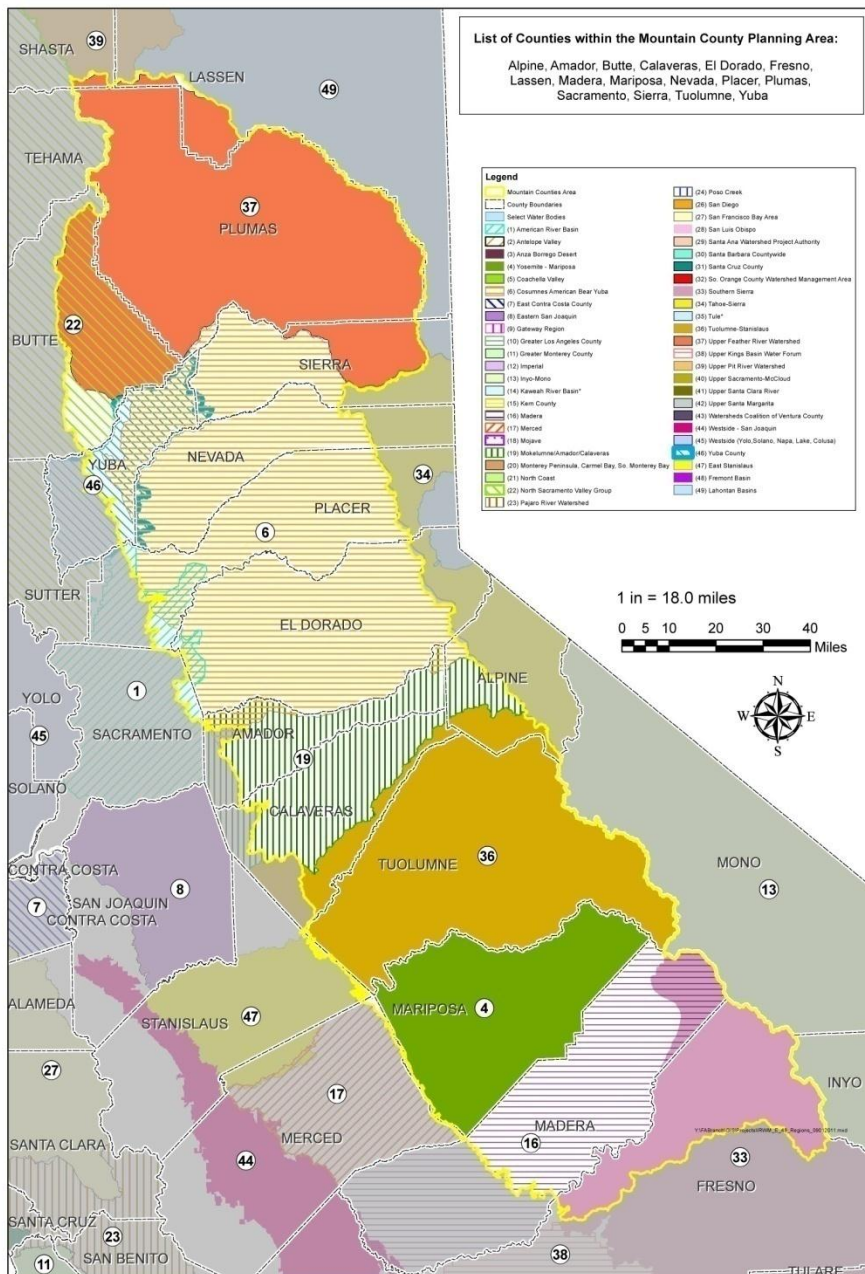 List of Counties within the Mountain County Planning Area:
Alpine, Amador, Butte, Calaveras, El Dorado, Fresno,
Lassen, Madera, Mariposa, Nevada, Placer, Plumas,
Sacramento, Sierra, Tuolumne, Yuba
Legend
Mountain Counties Area
County Boundaries
Select Water Bodies
(1) American River Basin
(2) Antelope Valley
(3) Anza Borrego Desert
(4) Yosemite - Mariposa
(5) Coachella Valley
(6) Cosumnes American Bear Yuba
(7) East Contra Costa County
(8) Eastern San Joaquin
(9) Gateway Region
(10) Greater Los Angeles County
(11) Greater Monterey County
(12) Imperial
(13) Inyo-Mono
(14) Kaweah River Basin*
(15) Kern County
(16) Madera
(17) Merced
(18) Mojave
(19) Mokelumne/Amador/Calaveras
(20) Monterey Peninsula, Carmel Bay, So. Monterey Bay
(21) North Coast
(22) North Sacramento Valley Group
(23) Pajaro River Watershed
(24) Poso Creek
(26) San Diego
(27) San Francisco Bay Area
(28) San Luis Obispo
(29) Santa Ana Watershed Project Authority
(30) Santa Barbara Countywide
(31) Santa Cruz County
(32) So. Orange County Watershed Management Area
(33) Southern Sierra
(34) Tahoe-Sierra
(35) Tule*
(36) Tuolumne-Stanislaus
(37) Upper Feather River Watershed
(38) Upper Kings Basin Water Forum
(39) Upper Pit River Watershed
(40) Upper Sacramento-McCloud
(41) Upper Santa Clara River
(42) Upper Santa Margarita
(43) Watersheds Coalition of Ventura County
(44) Westside - San Joaquin
(45) Westside (Yolo,Solano, Napa, Lake, Colusa)
(46) Yuba County
(47) East Stanislaus
(48) Fremont Basin
(49) Lahontan Basins
1 in = 18.0 miles
0 5 10 20 30 40
Miles
N
W E
S
39
SHASTA
LASSEN
49
TEHAMA
37
PLUMAS
22
BUTTE
SIERRA
YUBA
NEVADA
46
34
PLACER
6
SUTTER
EL DORADO
1
YOLO
ALPINE
45
SACRAMENTO
AMADOR
19
SOLANO
CALAVERAS
TUOLUMNE
36
MONO
13
CONTRA COSTA
8
7
SAN JOAQUIN
CONTRA COSTA
ALAMEDA
STANISLAUS
47
MARIPOSA
4
27
17
INYO
MERCED
MADERA
16
SANTA CLARA
44
33
FRESNO
SANTA CRUZ
23
SAN BENITO
38
11
TULARE